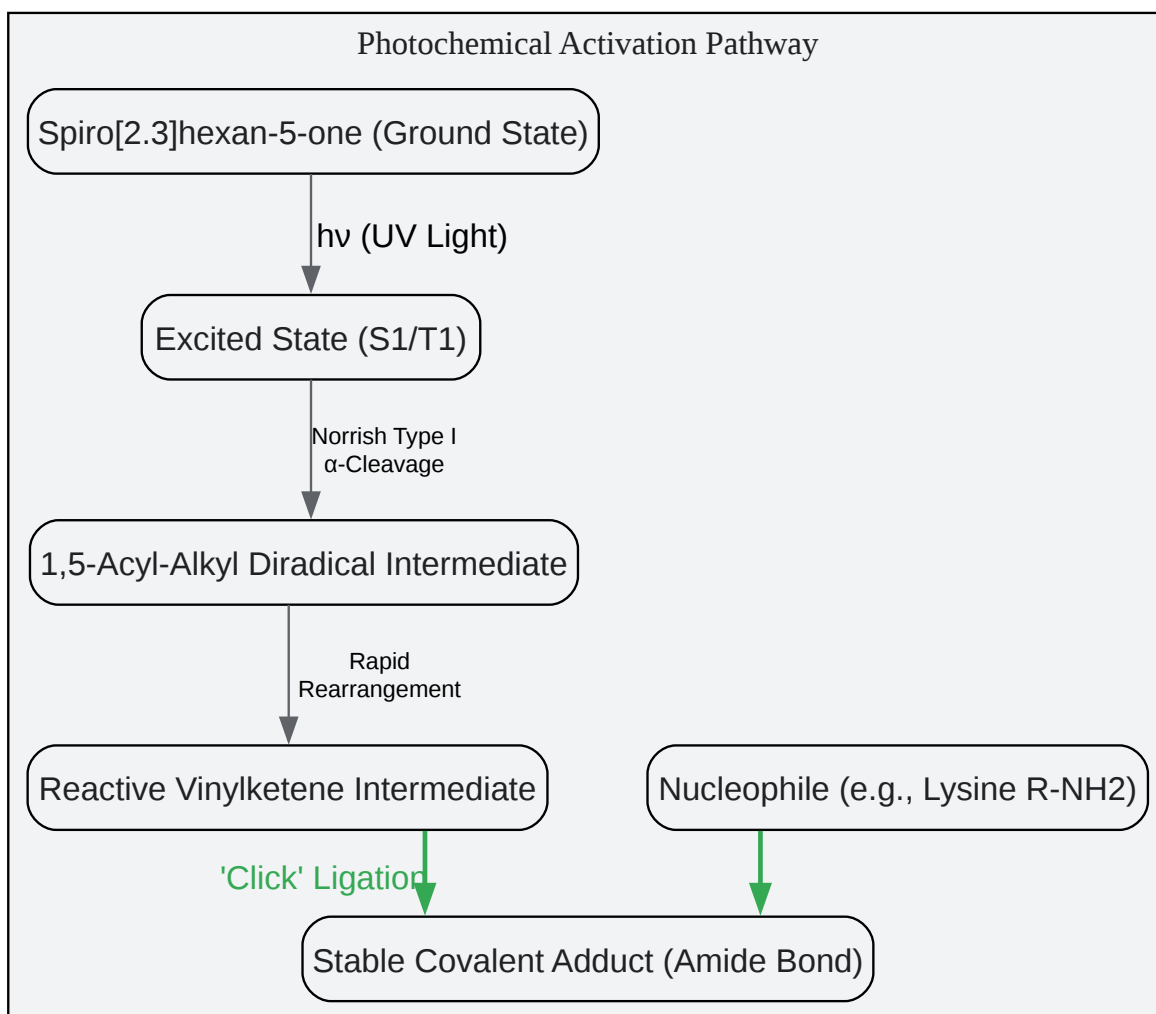 Photochemical Activation Pathway
Spiro[2.3]hexan-5-one (Ground State)
hν (UV Light)
Excited State (S1/T1)
Norrish Type I
α-Cleavage
1,5-Acyl-Alkyl Diradical Intermediate
Rapid
Rearrangement
Reactive Vinylketene Intermediate
Nucleophile (e.g., Lysine R-NH2)
'Click' Ligation
Stable Covalent Adduct (Amide Bond)